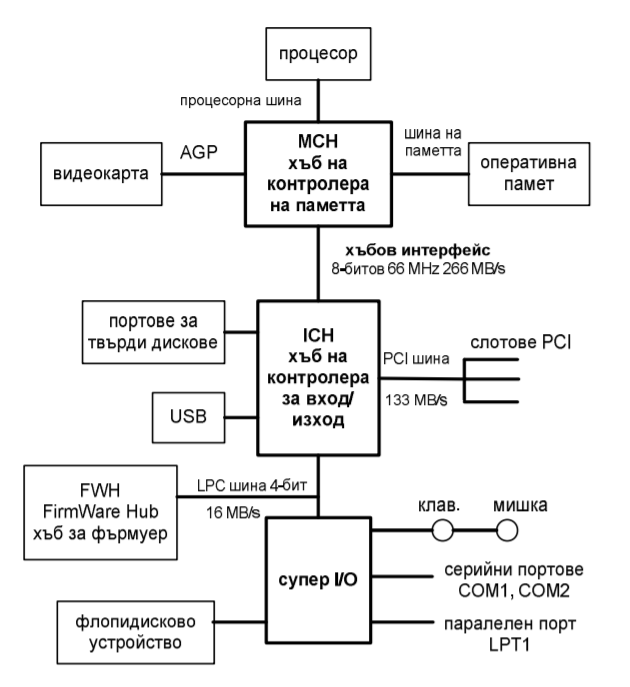 процесор
процесорна шина
AGP
видеокарта
MCH
хъб на
контролера
на паметта
шина на
паметта
оперативна
памет
хъбов интерфейс
8-битов 66 MHz 266 MB/s
портове за
твърди дискове
USB
ICH
хъб на
контролера
за вход/
изход
PCI шина
133 MB/s
слотове PCI
FWH
FirmWare Hub
хъб за фърмуер
LPC шина 4-бит
16 MB/s
клав.
мишка
супер I/O
серийни портове
COM1, COM2
флопидисково
устройство
паралелен порт
LPT1